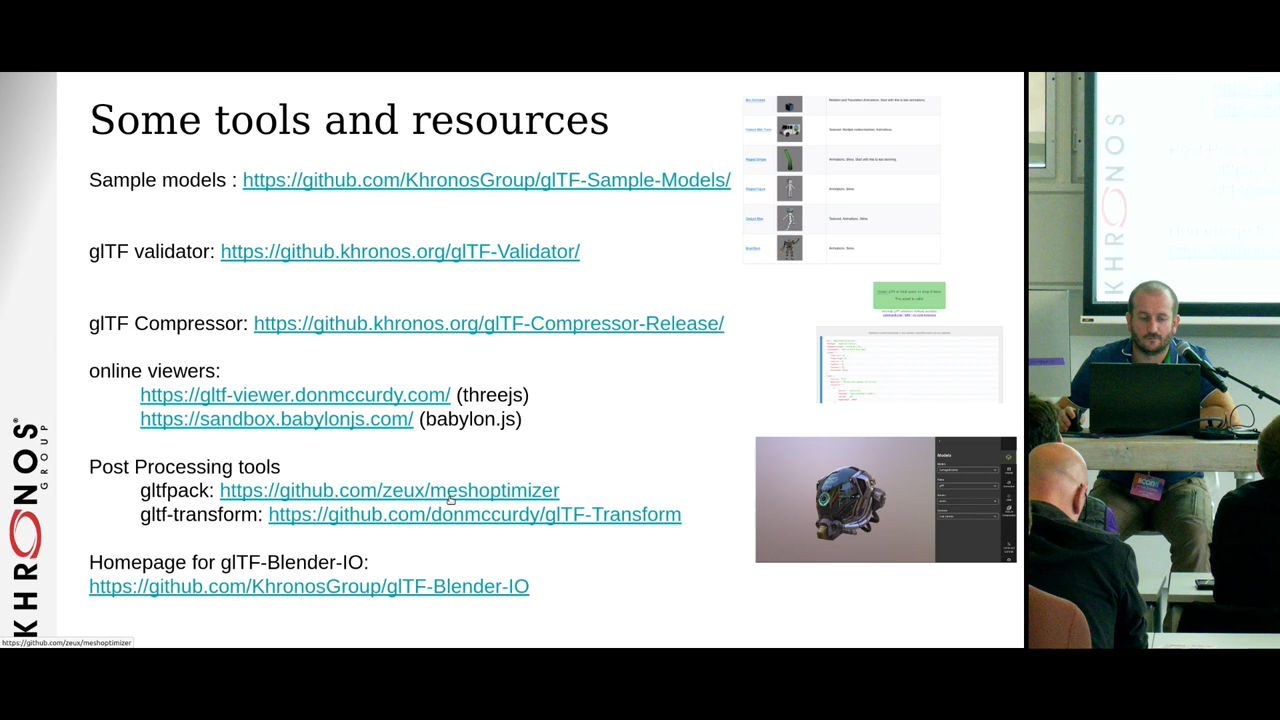 Some tools and resources
Sample models : https://github.com/KhronosGroup/glTF-Sample-Models/
glTF validator: https://github.khronos.org/glTF-Validator/
glTF Compressor: https://github.khronos.org/glTF-Compressor-Release/
online viewers:
https://gltf-viewer.donmccurdy.com/ (threejs)
https://sandbox.babylonjs.com/ (babylon.js)
Post Processing tools
gltfpack: https://github.com/zeux/meshoptimizer
gltf-transform: https://github.com/donmccurdy/glTF-Transform
Homepage for glTF-Blender-IO:
https://github.com/KhronosGroup/glTF-Blender-IO
https://github.com/zeux/meshoptimizer
KHRONOS®
GROUP
Models
KHRONOS